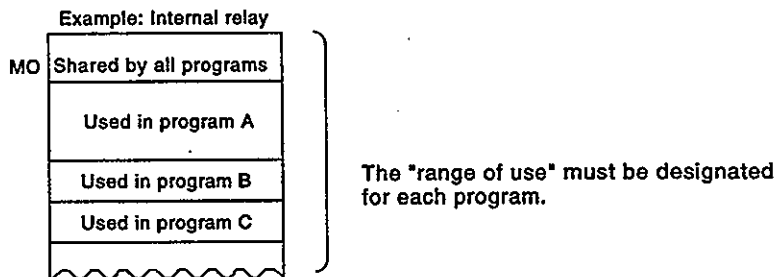 Example: Internal relay
MO Shared by all programs
Used in program A
Used in program B
Used in program C
The "range of use" must be designated
for each program.